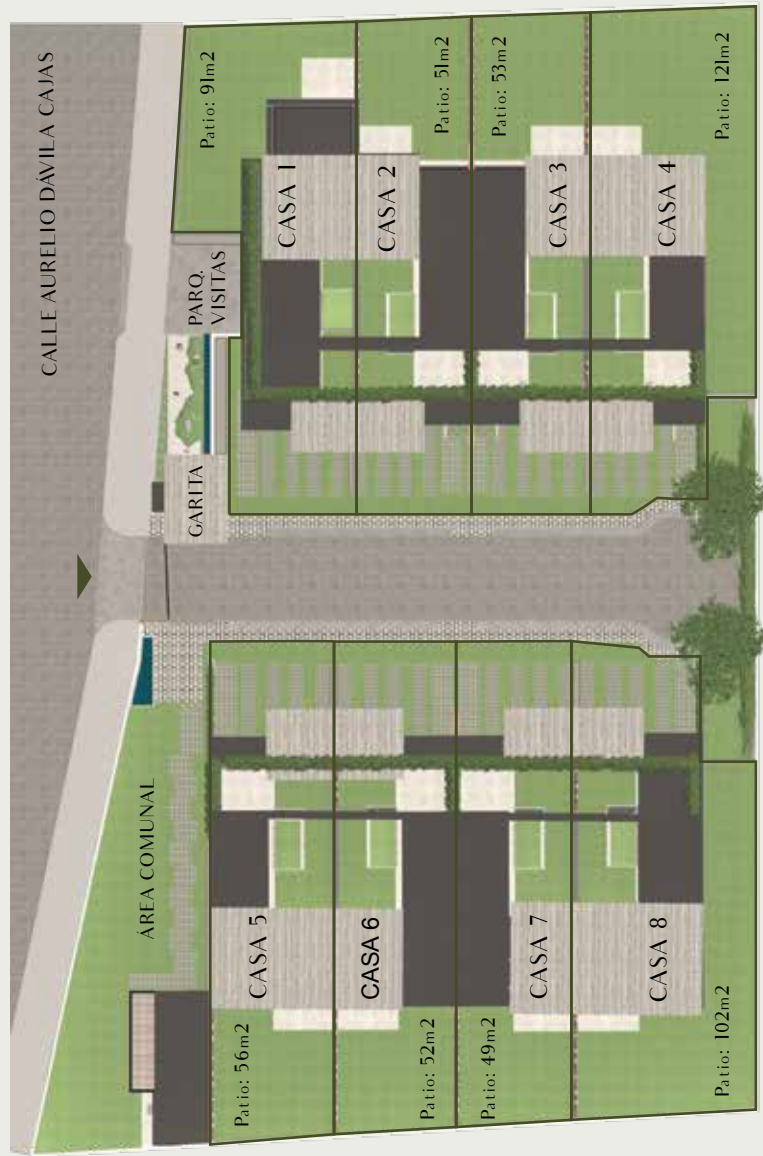 CALLE AURELIO DAVILA CAJAS
Patio: 91m2
Patio: 51m2
Patio: 53m2
Patio: 121m2
CASA 1
CASA 2
CASA 3
CASA 4
PARQ.
VISITAS
GARITA
ÁREA COMUNAL
CASA 5
CASA 6
CASA 7
CASA 8
Patio: 56m2
Patio: 52m2
Patio: 49m2
Patio: 102m2